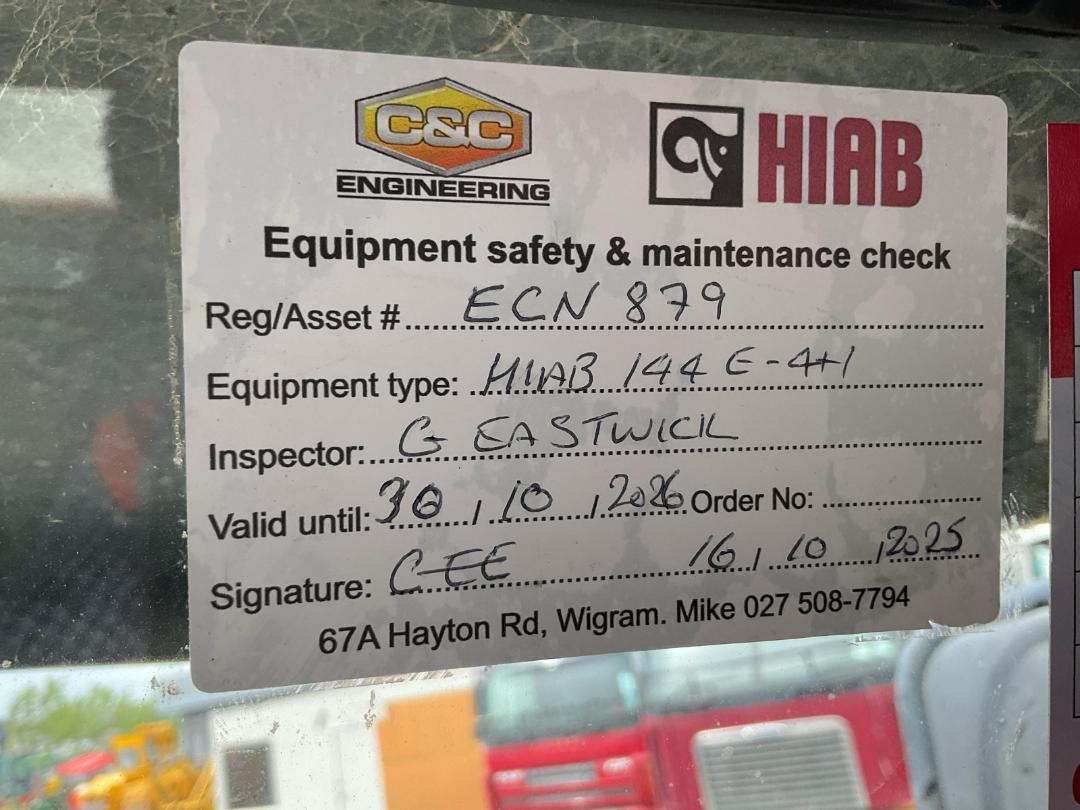 C&C
ENGINEERING
HIAB
Equipment safety & maintenance check
Reg/Asset # ECN 879
Equipment type: HIAB 144 E-4+1
Inspector: G EASTWICK
Valid until: 30 / 10 / 2026 Order No:
Signature: GEE 16 / 10 / 2025
67A Hayton Rd, Wigram. Mike 027 508-7794